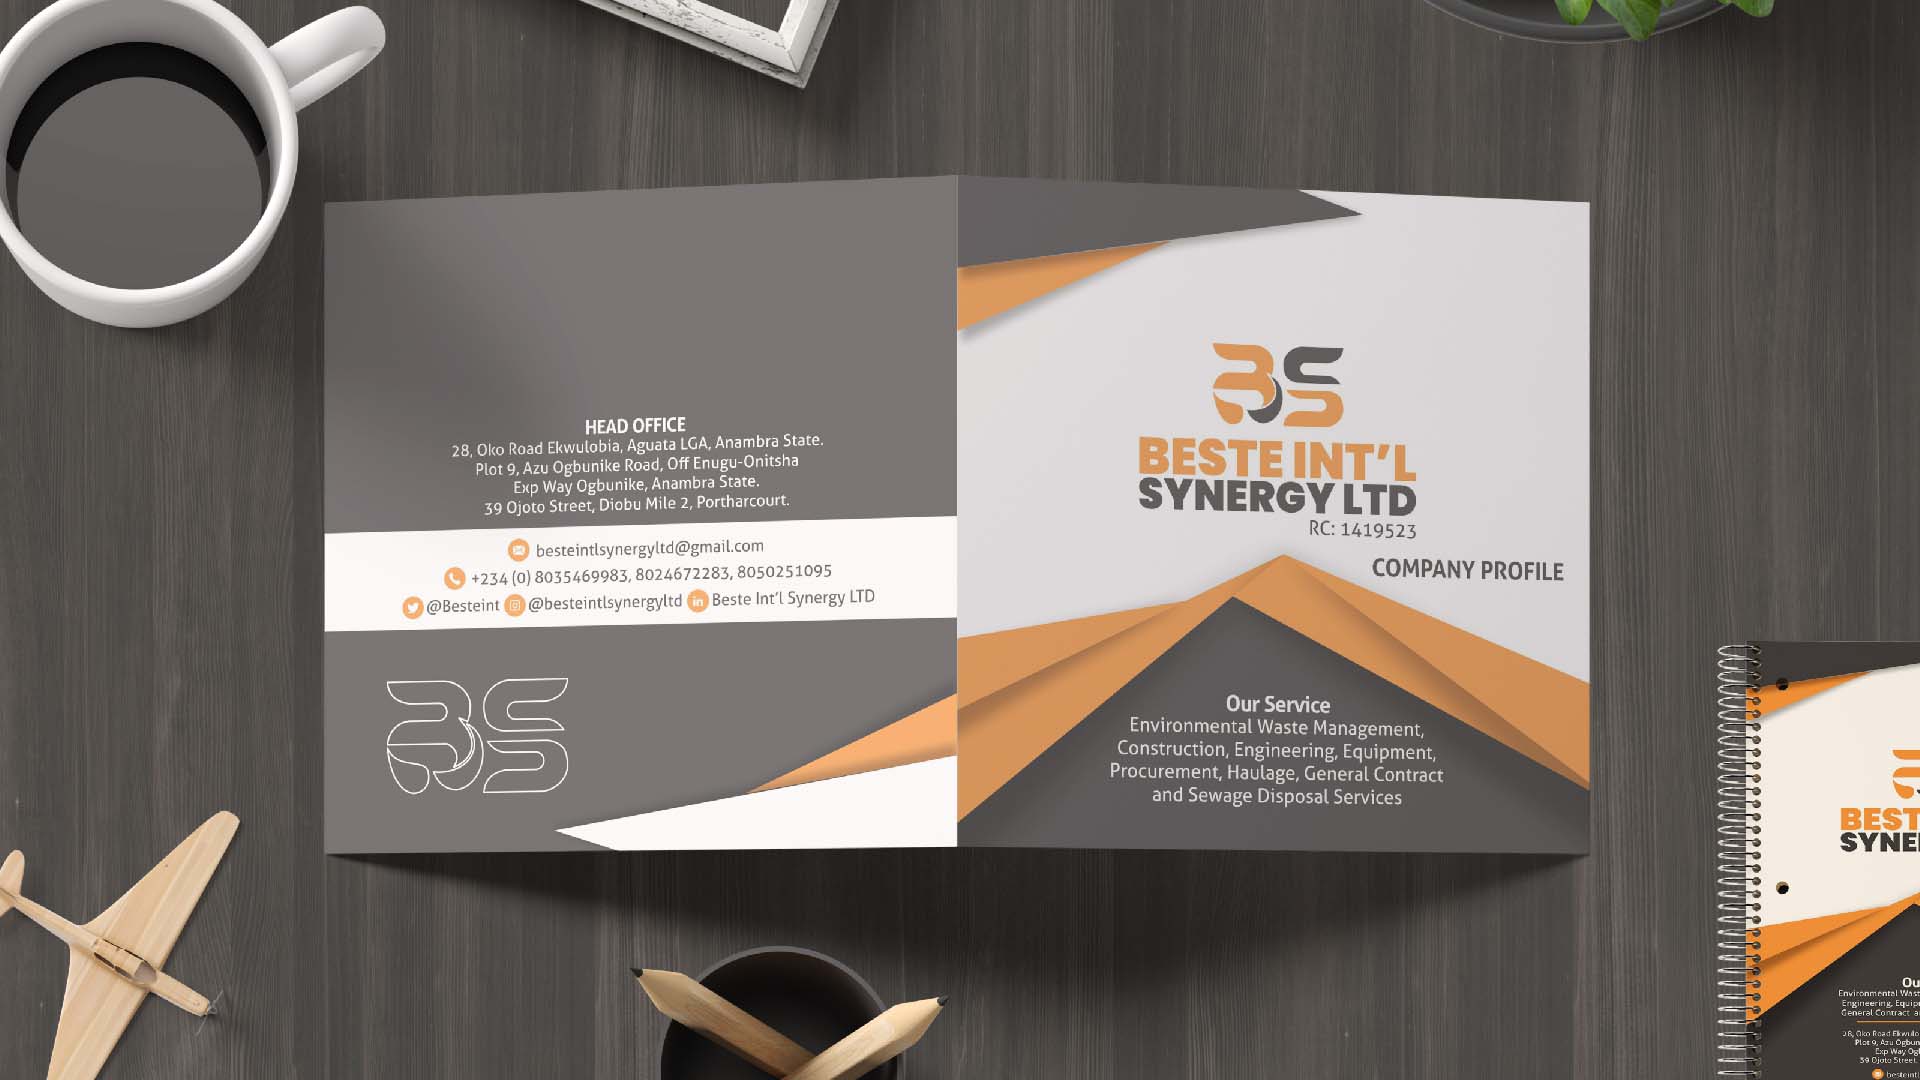 HEAD OFFICE
28, Oko Road Ekwulobia, Aguata LGA, Anambra State.
Plot 9, Azu Ogbunike Road, Off Enugu-Onitsha
Exp Way Ogbunike, Anambra State.
39 Ojoto Street, Diobu Mile 2, Portharcourt.
besteintlsynergyltd@gmail.com
+234 (0) 8035469983, 8024672283, 8050251095
@Besteint @besteintlsynergyltd in Beste Int'l Synergy LTD
BS
BS
BESTE INT'L
SYNERGY LTD
RC: 1419523
COMPANY PROFILE
Our Service
Environmental Waste Management,
Construction, Engineering, Equipment,
Procurement, Haulage, General Contract
and Sewage Disposal Services
BEST
SYNE
Ou
Environmental Wast
Engineering, Equip
General Contract a
28, Oko Road Ekwulo
Plot 9, Azu Ogbun
Exp Way Ogb
39 Ojoto Street,
besteintl